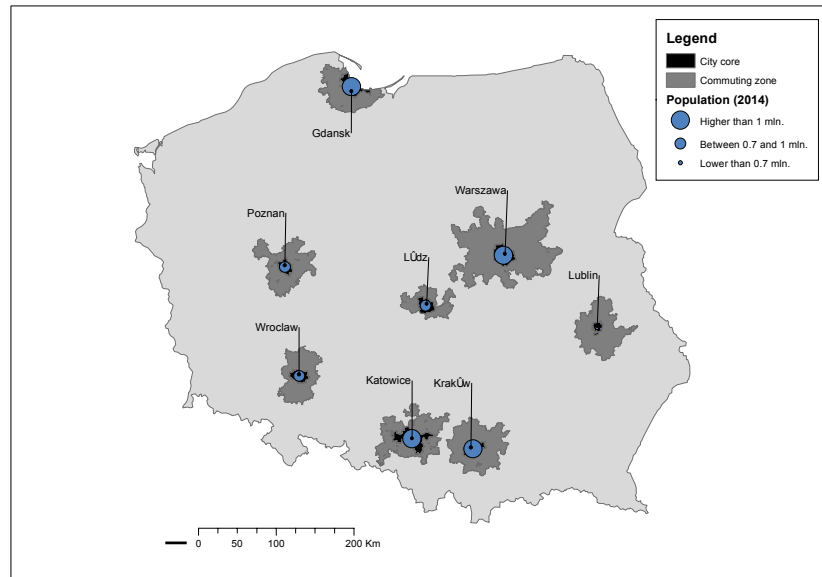 Legend
City core
Commuting zone
Population (2014)
Higher than 1 mln.
Between 0.7 and 1 mln.
Lower than 0.7 mln.
Gdansk
Warszawa
Poznan
LÛdz
Lublin
Wroclaw
Katowice
KrakÛw
0 50 100 200 Km